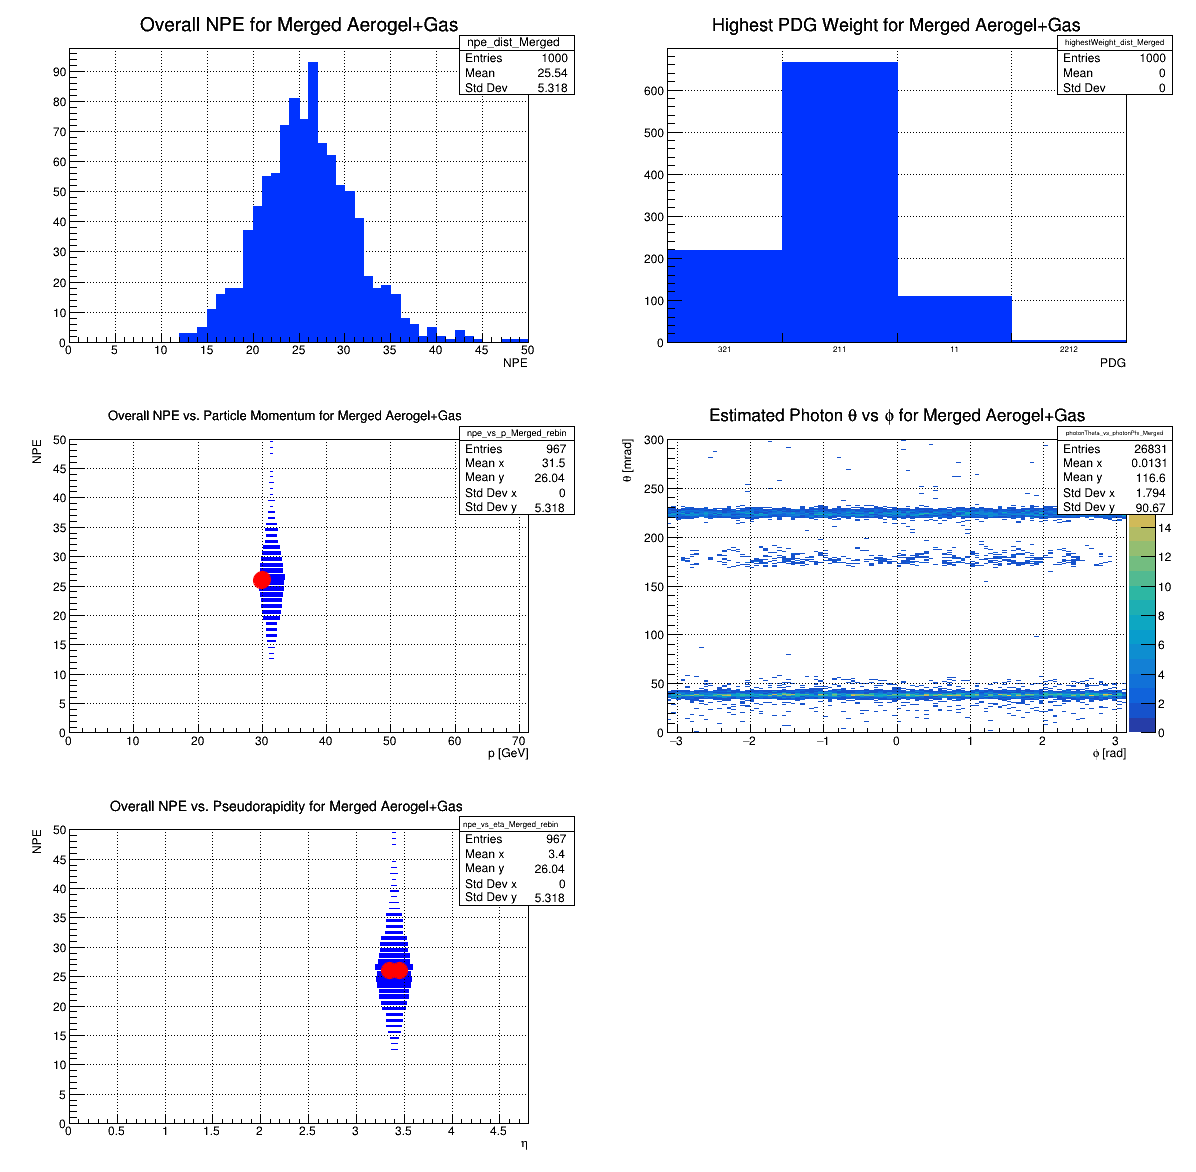 Overall NPE for Merged Aerogel+Gas
npe_dist_Merged
Entries 1000
Mean 25.54
Std Dev 5.318
90
80
70
60
50
40
30
20
10
0
0 5 10 15 20 25 30 35 40 45 50
NPE
Highest PDG Weight for Merged Aerogel+Gas
highestWeight_dist_Merged
Entries 1000
Mean 0
Std Dev 0
600
500
400
300
200
100
0
321 211 11 2212
PDG
Overall NPE vs. Particle Momentum for Merged Aerogel+Gas
npe_vs_p_Merged_rebin
Entries 967
Mean x 31.5
Mean y 26.04
Std Dev x 0
Std Dev y 5.318
NPE
50
45
40
35
30
25
20
15
10
5
0
0 10 20 30 40 50 60 70
p [GeV]
Estimated Photon θ vs ϕ for Merged Aerogel+Gas
photonTheta_vs_photonPhi_Merged
Entries 26831
Mean x 0.0131
Mean y 116.6
Std Dev x 1.794
Std Dev y 90.67
θ [mrad]
300
250
200
150
100
50
0
−3 −2 −1 0 1 2 3
ϕ [rad]
14
12
10
8
6
4
2
0
Overall NPE vs. Pseudorapidity for Merged Aerogel+Gas
npe_vs_eta_Merged_rebin
Entries 967
Mean x 3.4
Mean y 26.04
Std Dev x 0
Std Dev y 5.318
NPE
50
45
40
35
30
25
20
15
10
5
0
0 0.5 1 1.5 2 2.5 3 3.5 4 4.5
η